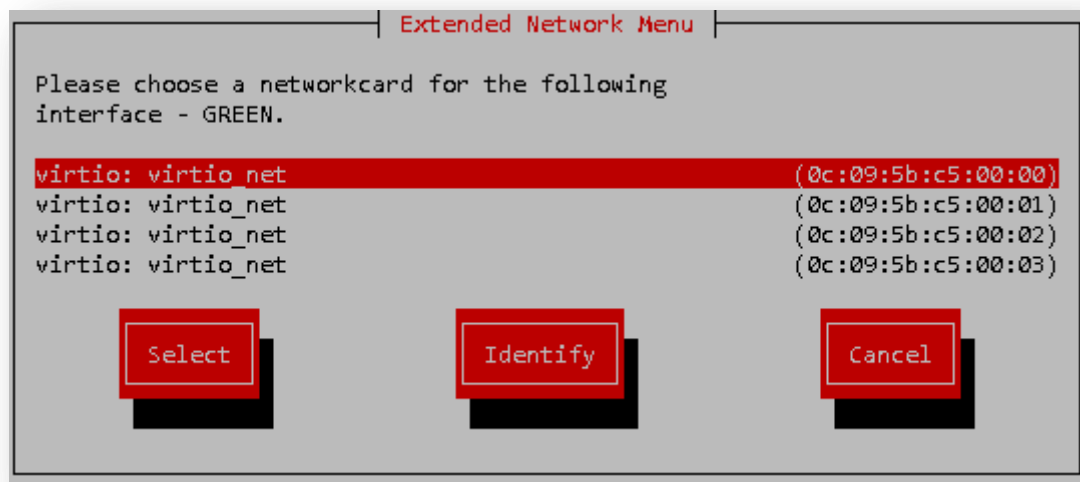 Extended Network Menu
Please choose a networkcard for the following
interface - GREEN.
virtio: virtio_net (0c:09:5b:c5:00:00)
virtio: virtio_net (0c:09:5b:c5:00:01)
virtio: virtio_net (0c:09:5b:c5:00:02)
virtio: virtio_net (0c:09:5b:c5:00:03)
Select Identify Cancel